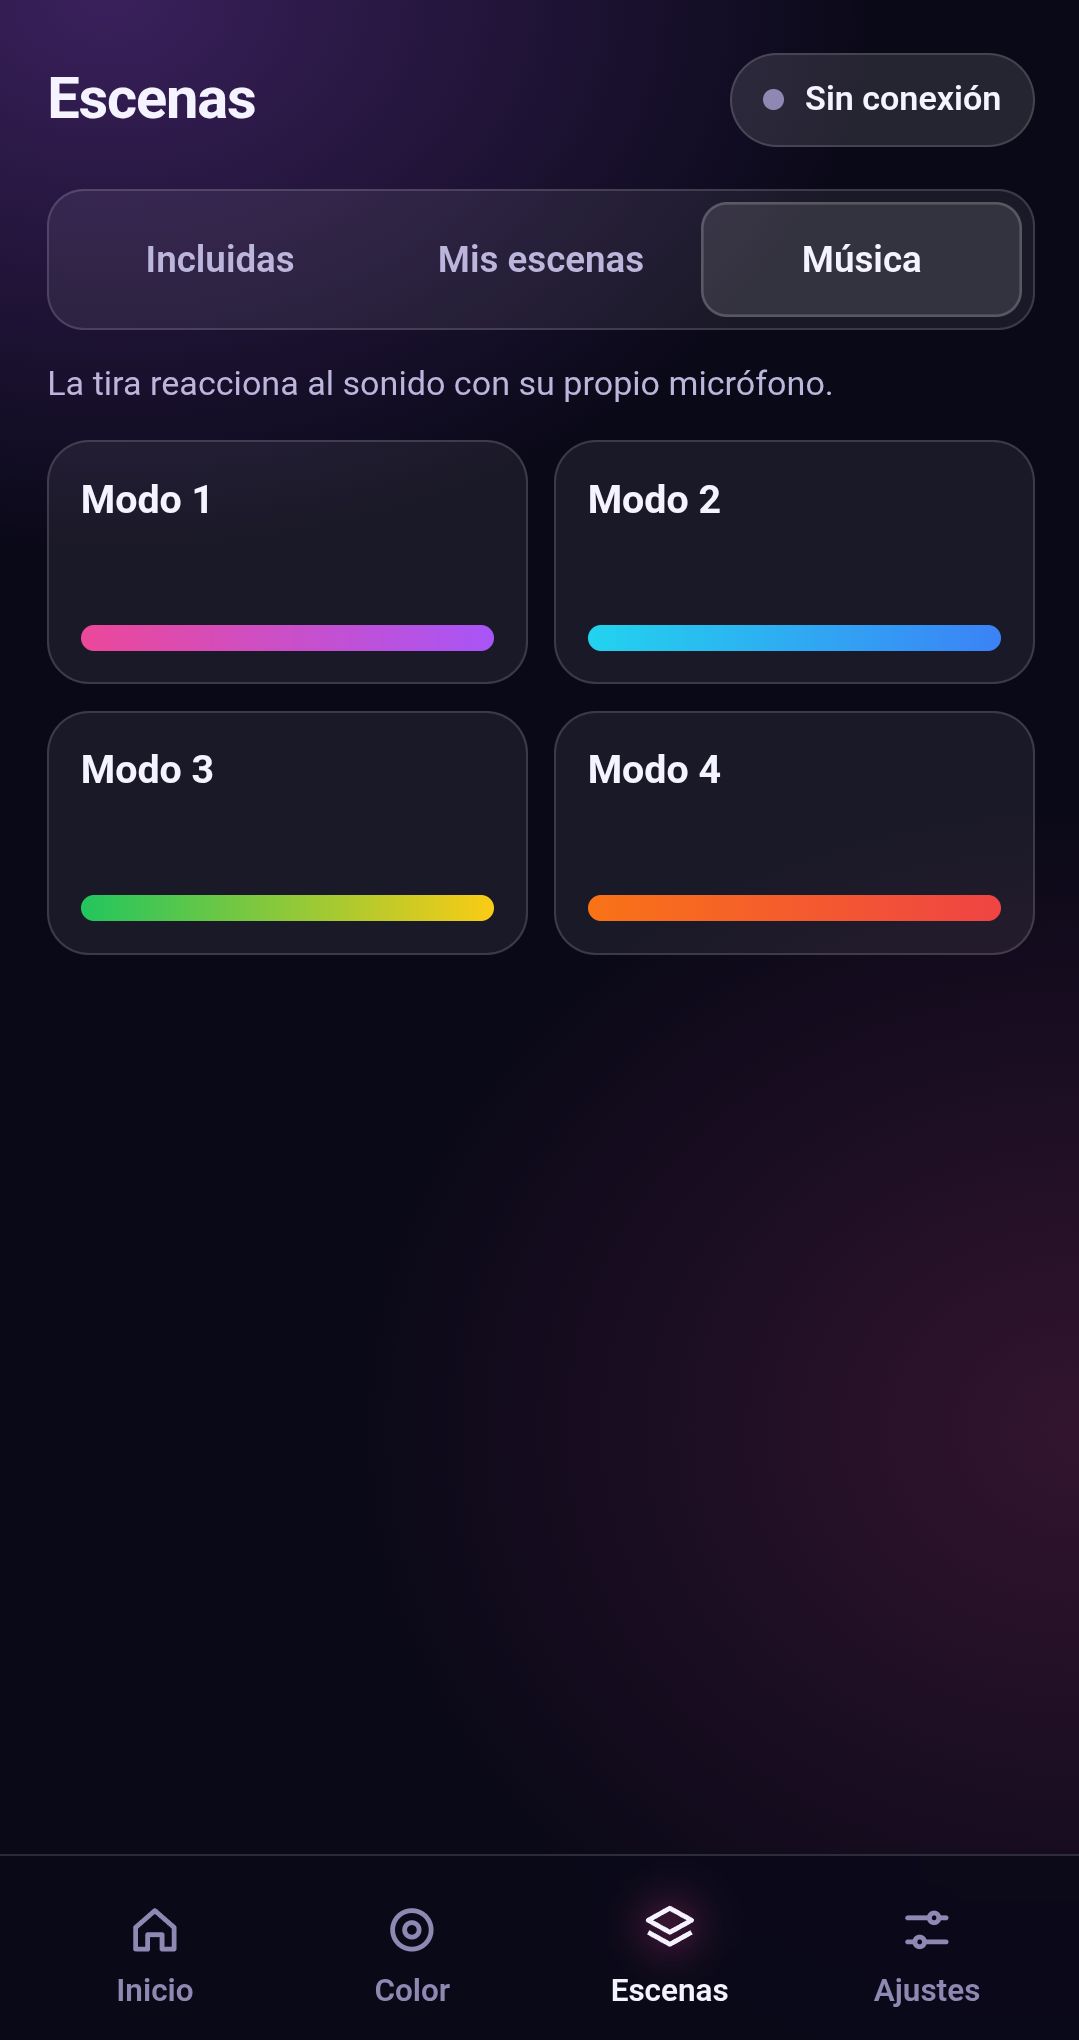 Escenas
Sin conexión
Incluidas
Mis escenas
Música
La tira reacciona al sonido con su propio micrófono.
Modo 1
Modo 2
Modo 3
Modo 4
Inicio
Color
Escenas
Ajustes